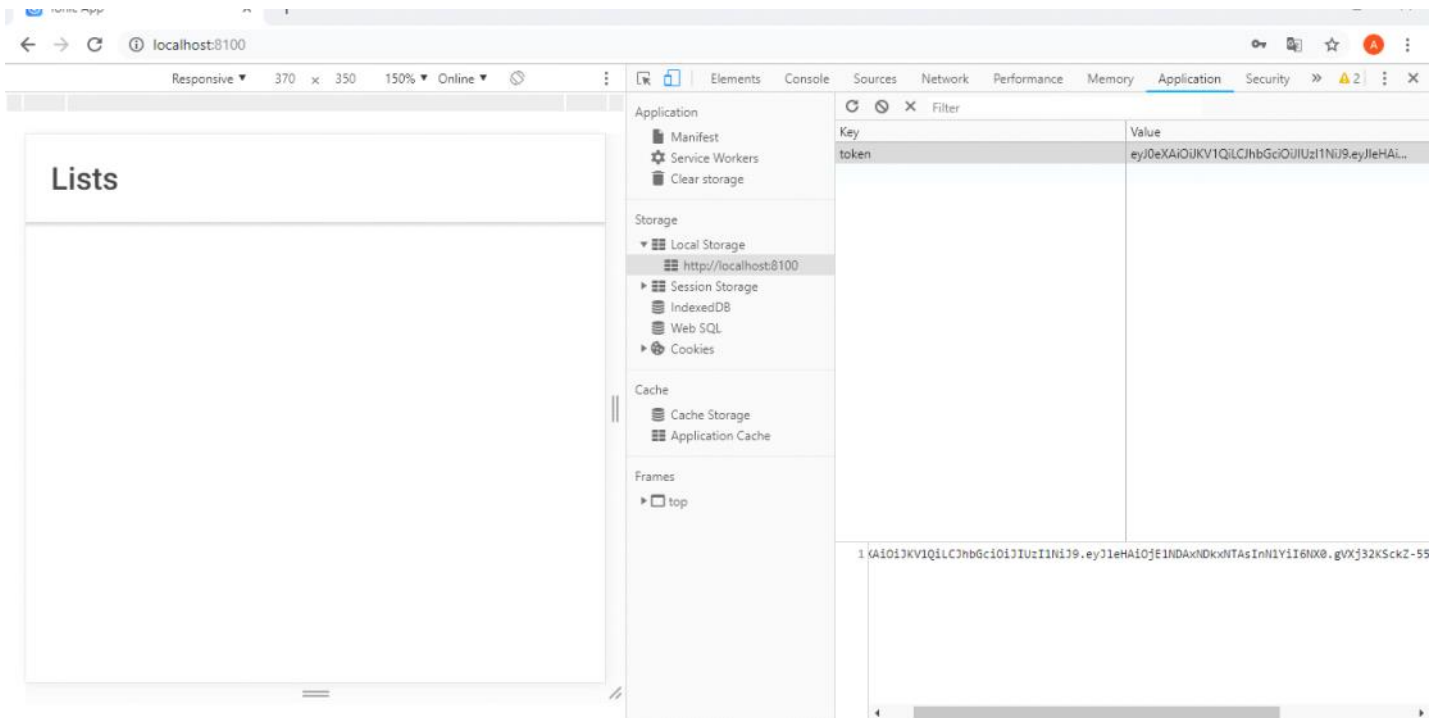 Ionic App
localhost:8100
A
Responsive ▼ 370 x 350 150% ▼ Online ▼
Elements Console Sources Network Performance Memory Application Security » 2
Lists
Application
Manifest
Service Workers
Clear storage
Storage
Local Storage
http://localhost:8100
Session Storage
IndexedDB
Web SQL
Cookies
Cache
Cache Storage
Application Cache
Frames
top
Filter
Key Value
token eyJ0eXAiOiJKV1QiLCJhbGciOiJIUzI1NiJ9.eyJleHAi...
1 XAiOiJKV1QiLCJhbGciOiJIUzI1NiJ9.eyJleHAiOjE1NDAxNDkxNTAsInN1YiI6NX0.gVXj32KSckZ-55